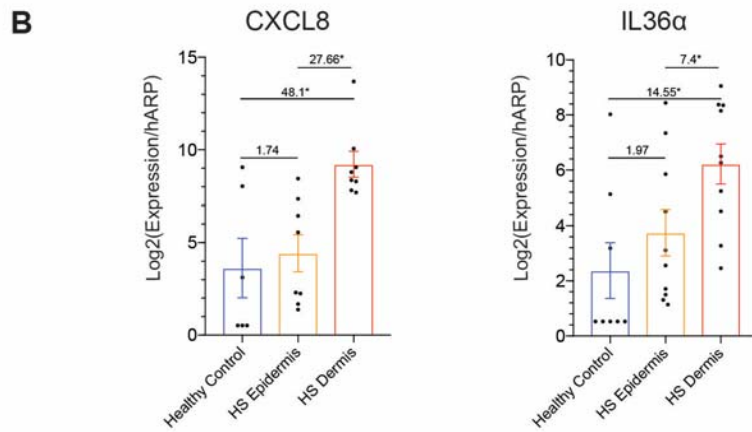 B
CXCL8
Log2(Expression/hARP)
15
10
5
0
27.66*
48.1*
1.74
Healthy Control
HS Epidermis
HS Dermis
IL36α
Log2(Expression/hARP)
10
8
6
4
2
0
7.4*
14.55*
1.97
Healthy Control
HS Epidermis
HS Dermis